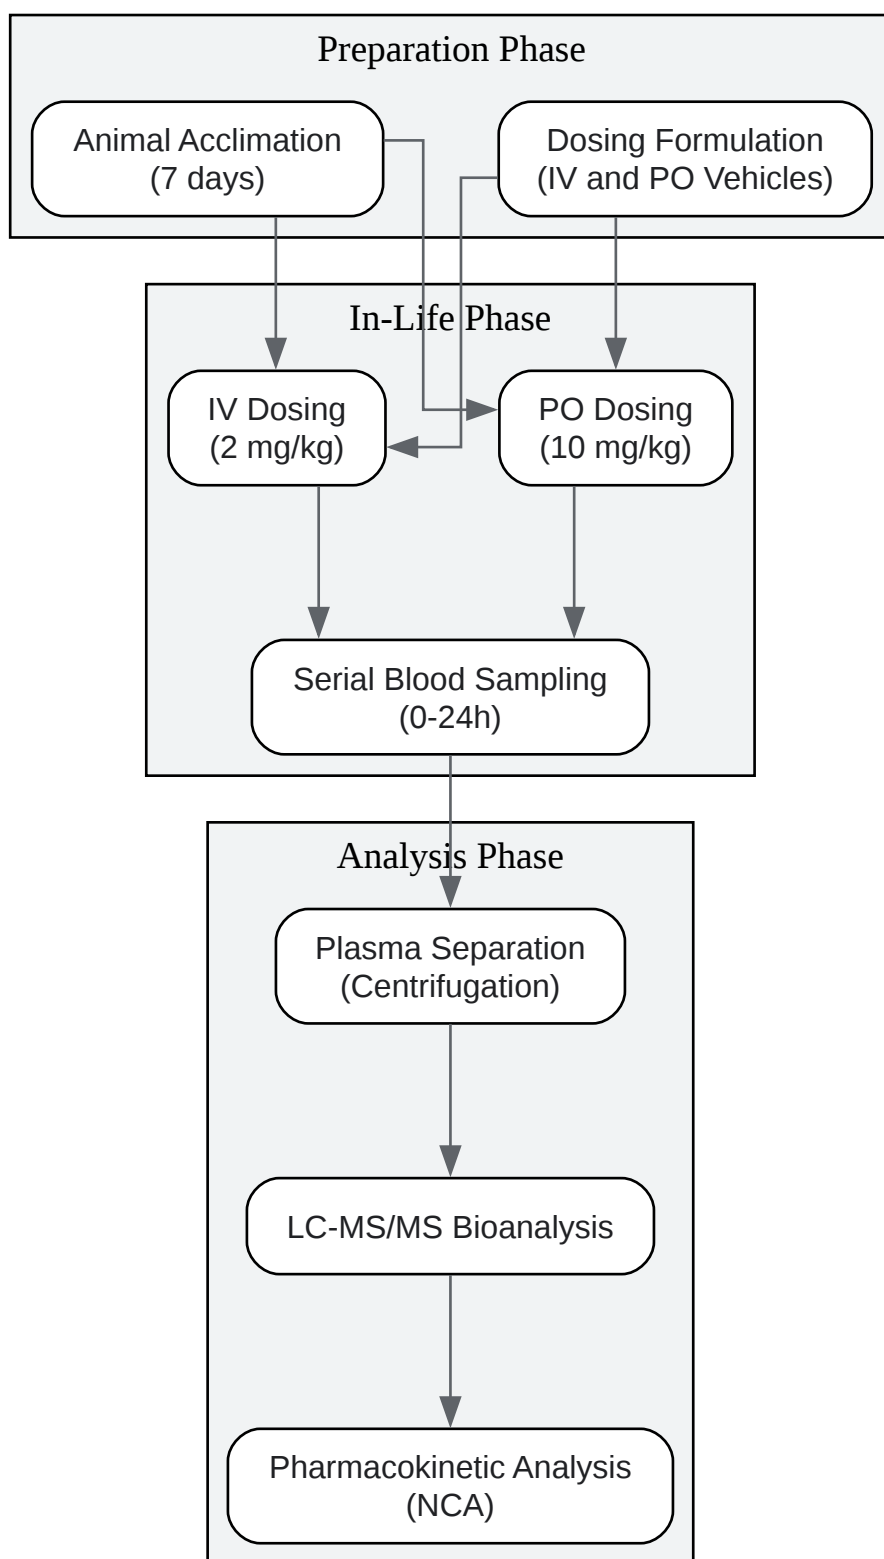 Preparation Phase
Animal Acclimation
(7 days)
Dosing Formulation
(IV and PO Vehicles)
In-Life Phase
IV Dosing
(2 mg/kg)
PO Dosing
(10 mg/kg)
Serial Blood Sampling
(0-24h)
Analysis Phase
Plasma Separation
(Centrifugation)
LC-MS/MS Bioanalysis
Pharmacokinetic Analysis
(NCA)